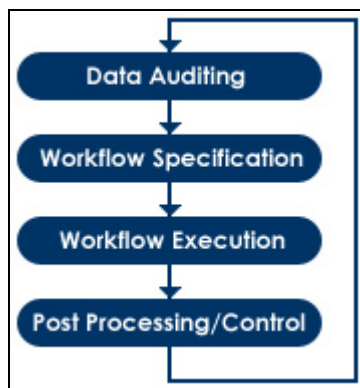 Data Auditing
Workflow Specification
Workflow Execution
Post Processing/Control